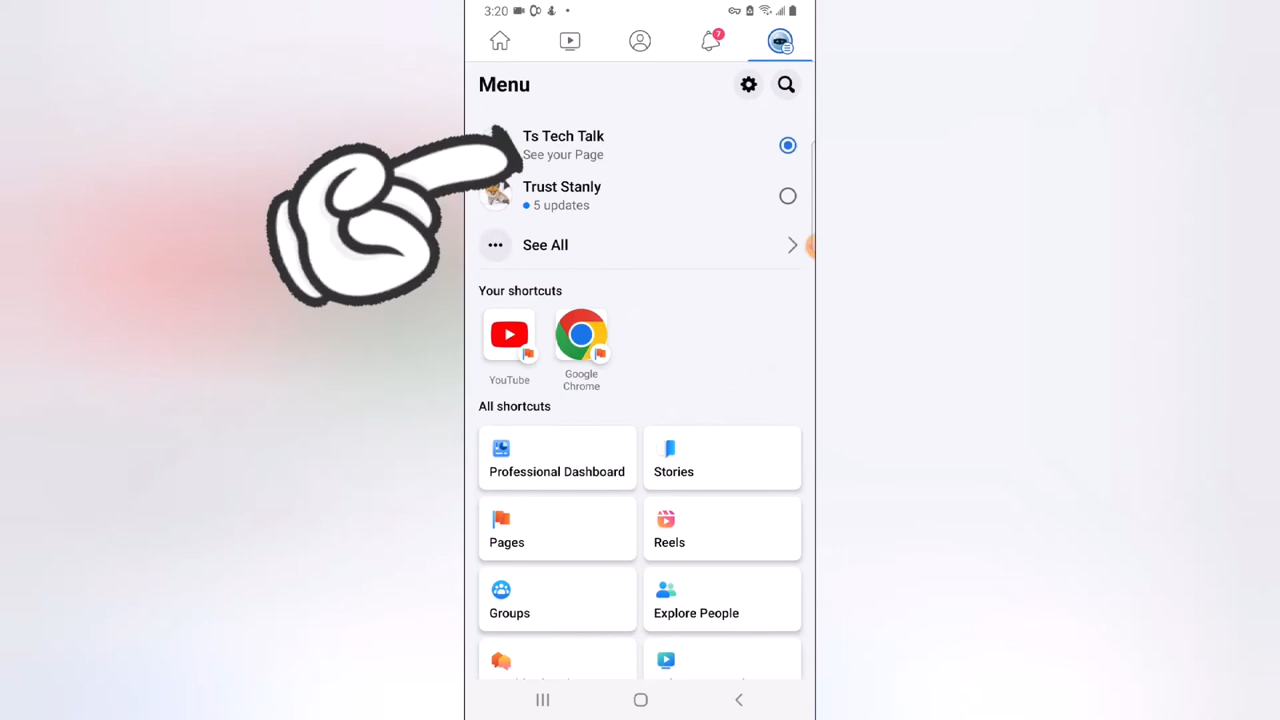 3:20
7
Menu
Ts Tech Talk
See your Page
Trust Stanly
5 updates
See All
Your shortcuts
YouTube
Google
Chrome
All shortcuts
Professional Dashboard
Stories
Pages
Reels
Groups
Explore People